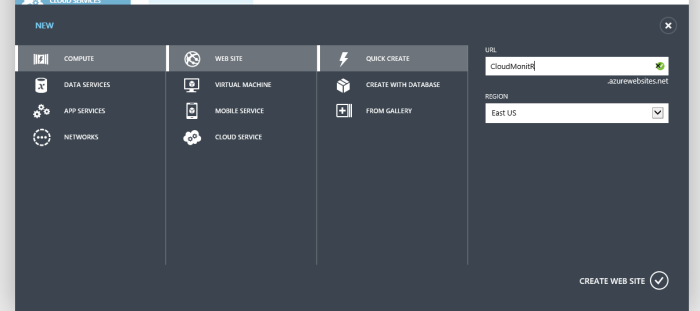 CLOUD SERVICES
NEW
COMPUTE
DATA SERVICES
APP SERVICES
NETWORKS
WEB SITE
VIRTUAL MACHINE
MOBILE SERVICE
CLOUD SERVICE
QUICK CREATE
CREATE WITH DATABASE
FROM GALLERY
URL
CloudMonitR
.azurewebsites.net
REGION
East US
CREATE WEB SITE